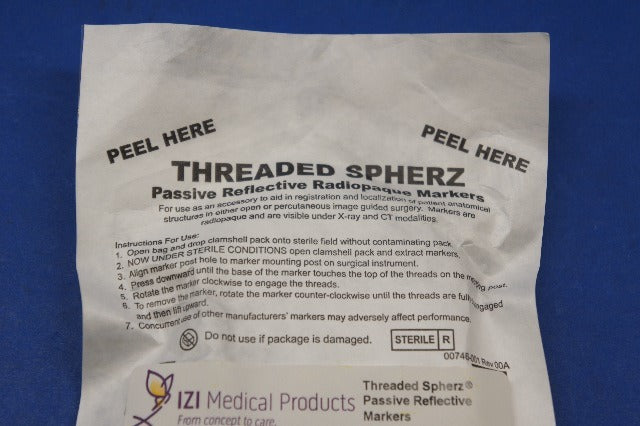 PEEL HERE
PEEL HERE
THREADED SPHERZ
Passive Reflective Radiopaque Markers
For use as an accessory to aid in registration and localization of patient anatomical
structures in either open or percutaneous image guided surgery. Markers are
radiopaque and are visible under X-ray and CT modalities.
Instructions For Use:
1. Open bag and drop clamshell pack onto sterile field without contaminating pack.
2. NOW UNDER STERILE CONDITIONS open clamshell pack and extract markers.
3. Align marker post hole to marker mounting post on surgical instrument.
4. Press downward until the base of the marker touches the top of the threads on the mating post.
5. Rotate the marker clockwise to engage the threads.
6. To remove the marker, rotate the marker counter-clockwise until the threads are fully engaged
and then lift upward.
7. Concurrent use of other manufacturers' markers may adversely affect performance.
Do not use if package is damaged.
STERILE R
00746-001 Rev 00A
IZI Medical Products
From concept to care.
Threaded Spherz®
Passive Reflective
Markers